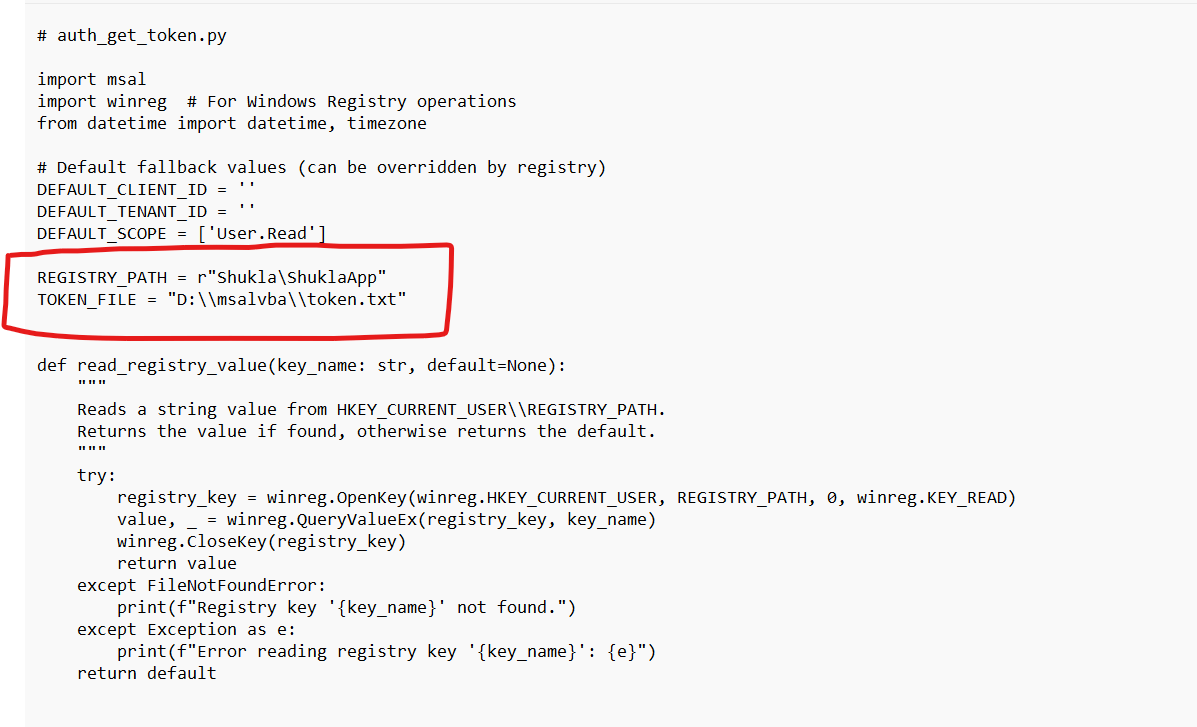 # auth_get_token.py
import msal
import winreg  # For Windows Registry operations
from datetime import datetime, timezone
# Default fallback values (can be overridden by registry)
DEFAULT_CLIENT_ID = ''
DEFAULT_TENANT_ID = ''
DEFAULT_SCOPE = ['User.Read']
REGISTRY_PATH = r"Shukla\ShuklaApp"
TOKEN_FILE = "D:\\msalvba\\token.txt"
def read_registry_value(key_name: str, default=None):
    """
    Reads a string value from HKEY_CURRENT_USER\\REGISTRY_PATH.
    Returns the value if found, otherwise returns the default.
    """
    try:
        registry_key = winreg.OpenKey(winreg.HKEY_CURRENT_USER, REGISTRY_PATH, 0, winreg.KEY_READ)
        value, _ = winreg.QueryValueEx(registry_key, key_name)
        winreg.CloseKey(registry_key)
        return value
    except FileNotFoundError:
        print(f"Registry key '{key_name}' not found.")
    except Exception as e:
        print(f"Error reading registry key '{key_name}': {e}")
    return default